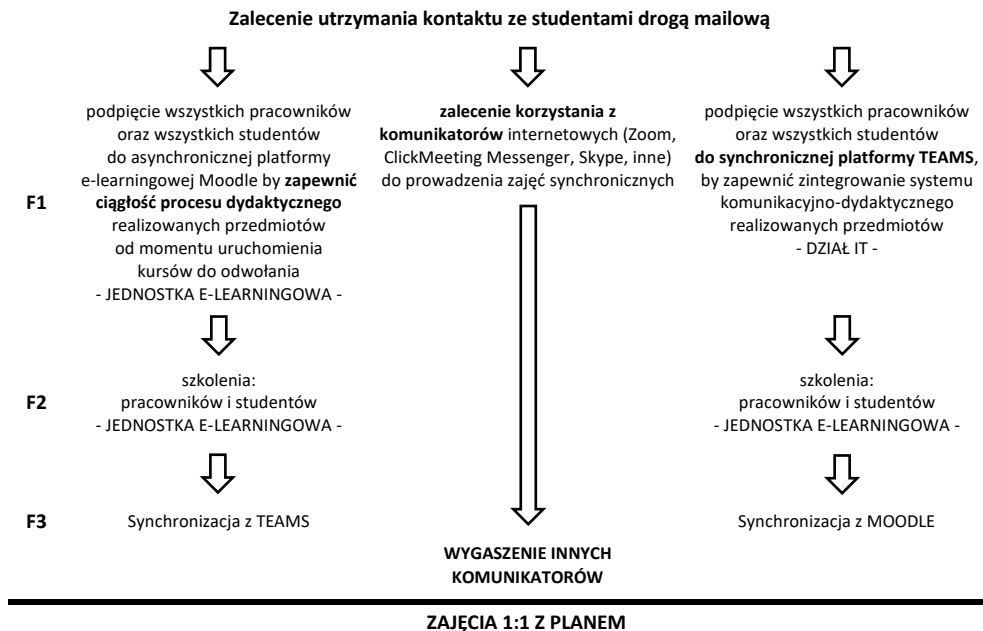 Zalecenie utrzymania kontaktu ze studentami drogą mailową
podpięcie wszystkich pracowników
oraz wszystkich studentów
do asynchronicznej platformy
e-learningowej Moodle by zapewnić
ciągłość procesu dydaktycznego
realizowanych przedmiotów
od momentu uruchomienia
kursów do odwołania
- JEDNOSTKA E-LEARNINGOWA -
zalecenie korzystania z
komunikatorów internetowych (Zoom,
ClickMeeting Messenger, Skype, inne)
do prowadzenia zajęć synchronicznych
podpięcie wszystkich pracowników
oraz wszystkich studentów
do synchronicznej platformy TEAMS,
by zapewnić zintegrowanie systemu
komunikacyjno-dydaktycznego
realizowanych przedmiotów
- DZIAŁ IT -
F1
F2
szkolenia:
pracowników i studentów
- JEDNOSTKA E-LEARNINGOWA -
szkolenia:
pracowników i studentów
- JEDNOSTKA E-LEARNINGOWA -
F3
Synchronizacja z TEAMS
Synchronizacja z MOODLE
WYGASZENIE INNYCH
KOMUNIKATORÓW
ZAJĘCIA 1:1 Z PLANEM